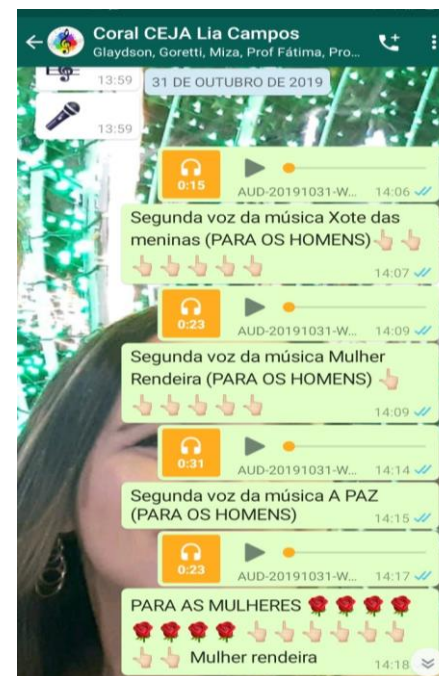 Coral CEJA Lia Campos
Glaydson, Goretti, Miza, Prof Fátima, Pro...
13:59
31 DE OUTUBRO DE 2019
13:59
0:15
AUD-20191031-W... 14:06
Segunda voz da música Xote das
meninas (PARA OS HOMENS)👆🏻👆🏻
👆🏻👆🏻👆🏻👆🏻👆🏻
14:07
0:23
AUD-20191031-W... 14:09
Segunda voz da música Mulher
Rendeira (PARA OS HOMENS) 👆🏻
👆🏻👆🏻👆🏻👆🏻👆🏻
14:09
0:31
AUD-20191031-W... 14:14
Segunda voz da música A PAZ
(PARA OS HOMENS) 14:15
0:23
AUD-20191031-W... 14:17
PARA AS MULHERES 🌹🌹🌹🌹
🌹🌹🌹🌹👆🏻👆🏻👆🏻👆🏻👆🏻👆🏻
👆🏻👆🏻 Mulher rendeira
14:18